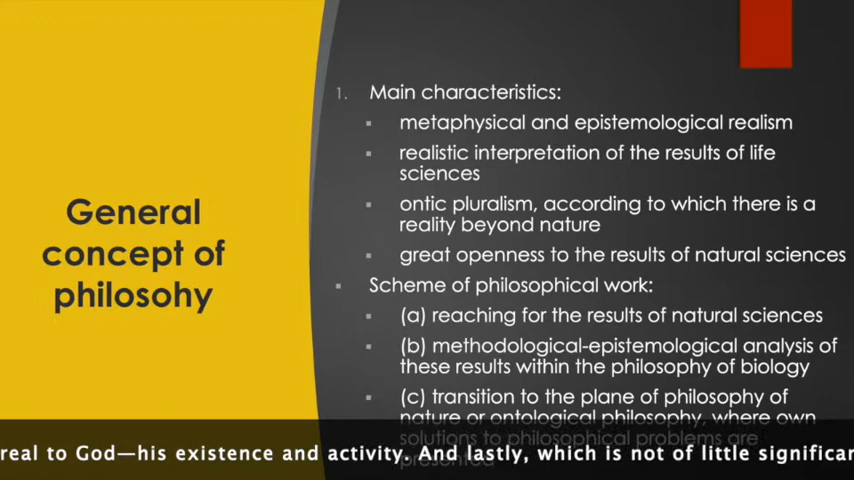 General
concept of
philosohy
1. Main characteristics:
▪ metaphysical and epistemological realism
▪ realistic interpretation of the results of life
sciences
▪ ontic pluralism, according to which there is a
reality beyond nature
▪ great openness to the results of natural sciences
▪ Scheme of philosophical work:
▪ (a) reaching for the results of natural sciences
▪ (b) methodological-epistemological analysis of
these results within the philosophy of biology
▪ (c) transition to the plane of philosophy of
nature or ontological philosophy, where own
solutions to philosophical problems are
presented
real to God—his existence and activity. And lastly, which is not of little significan